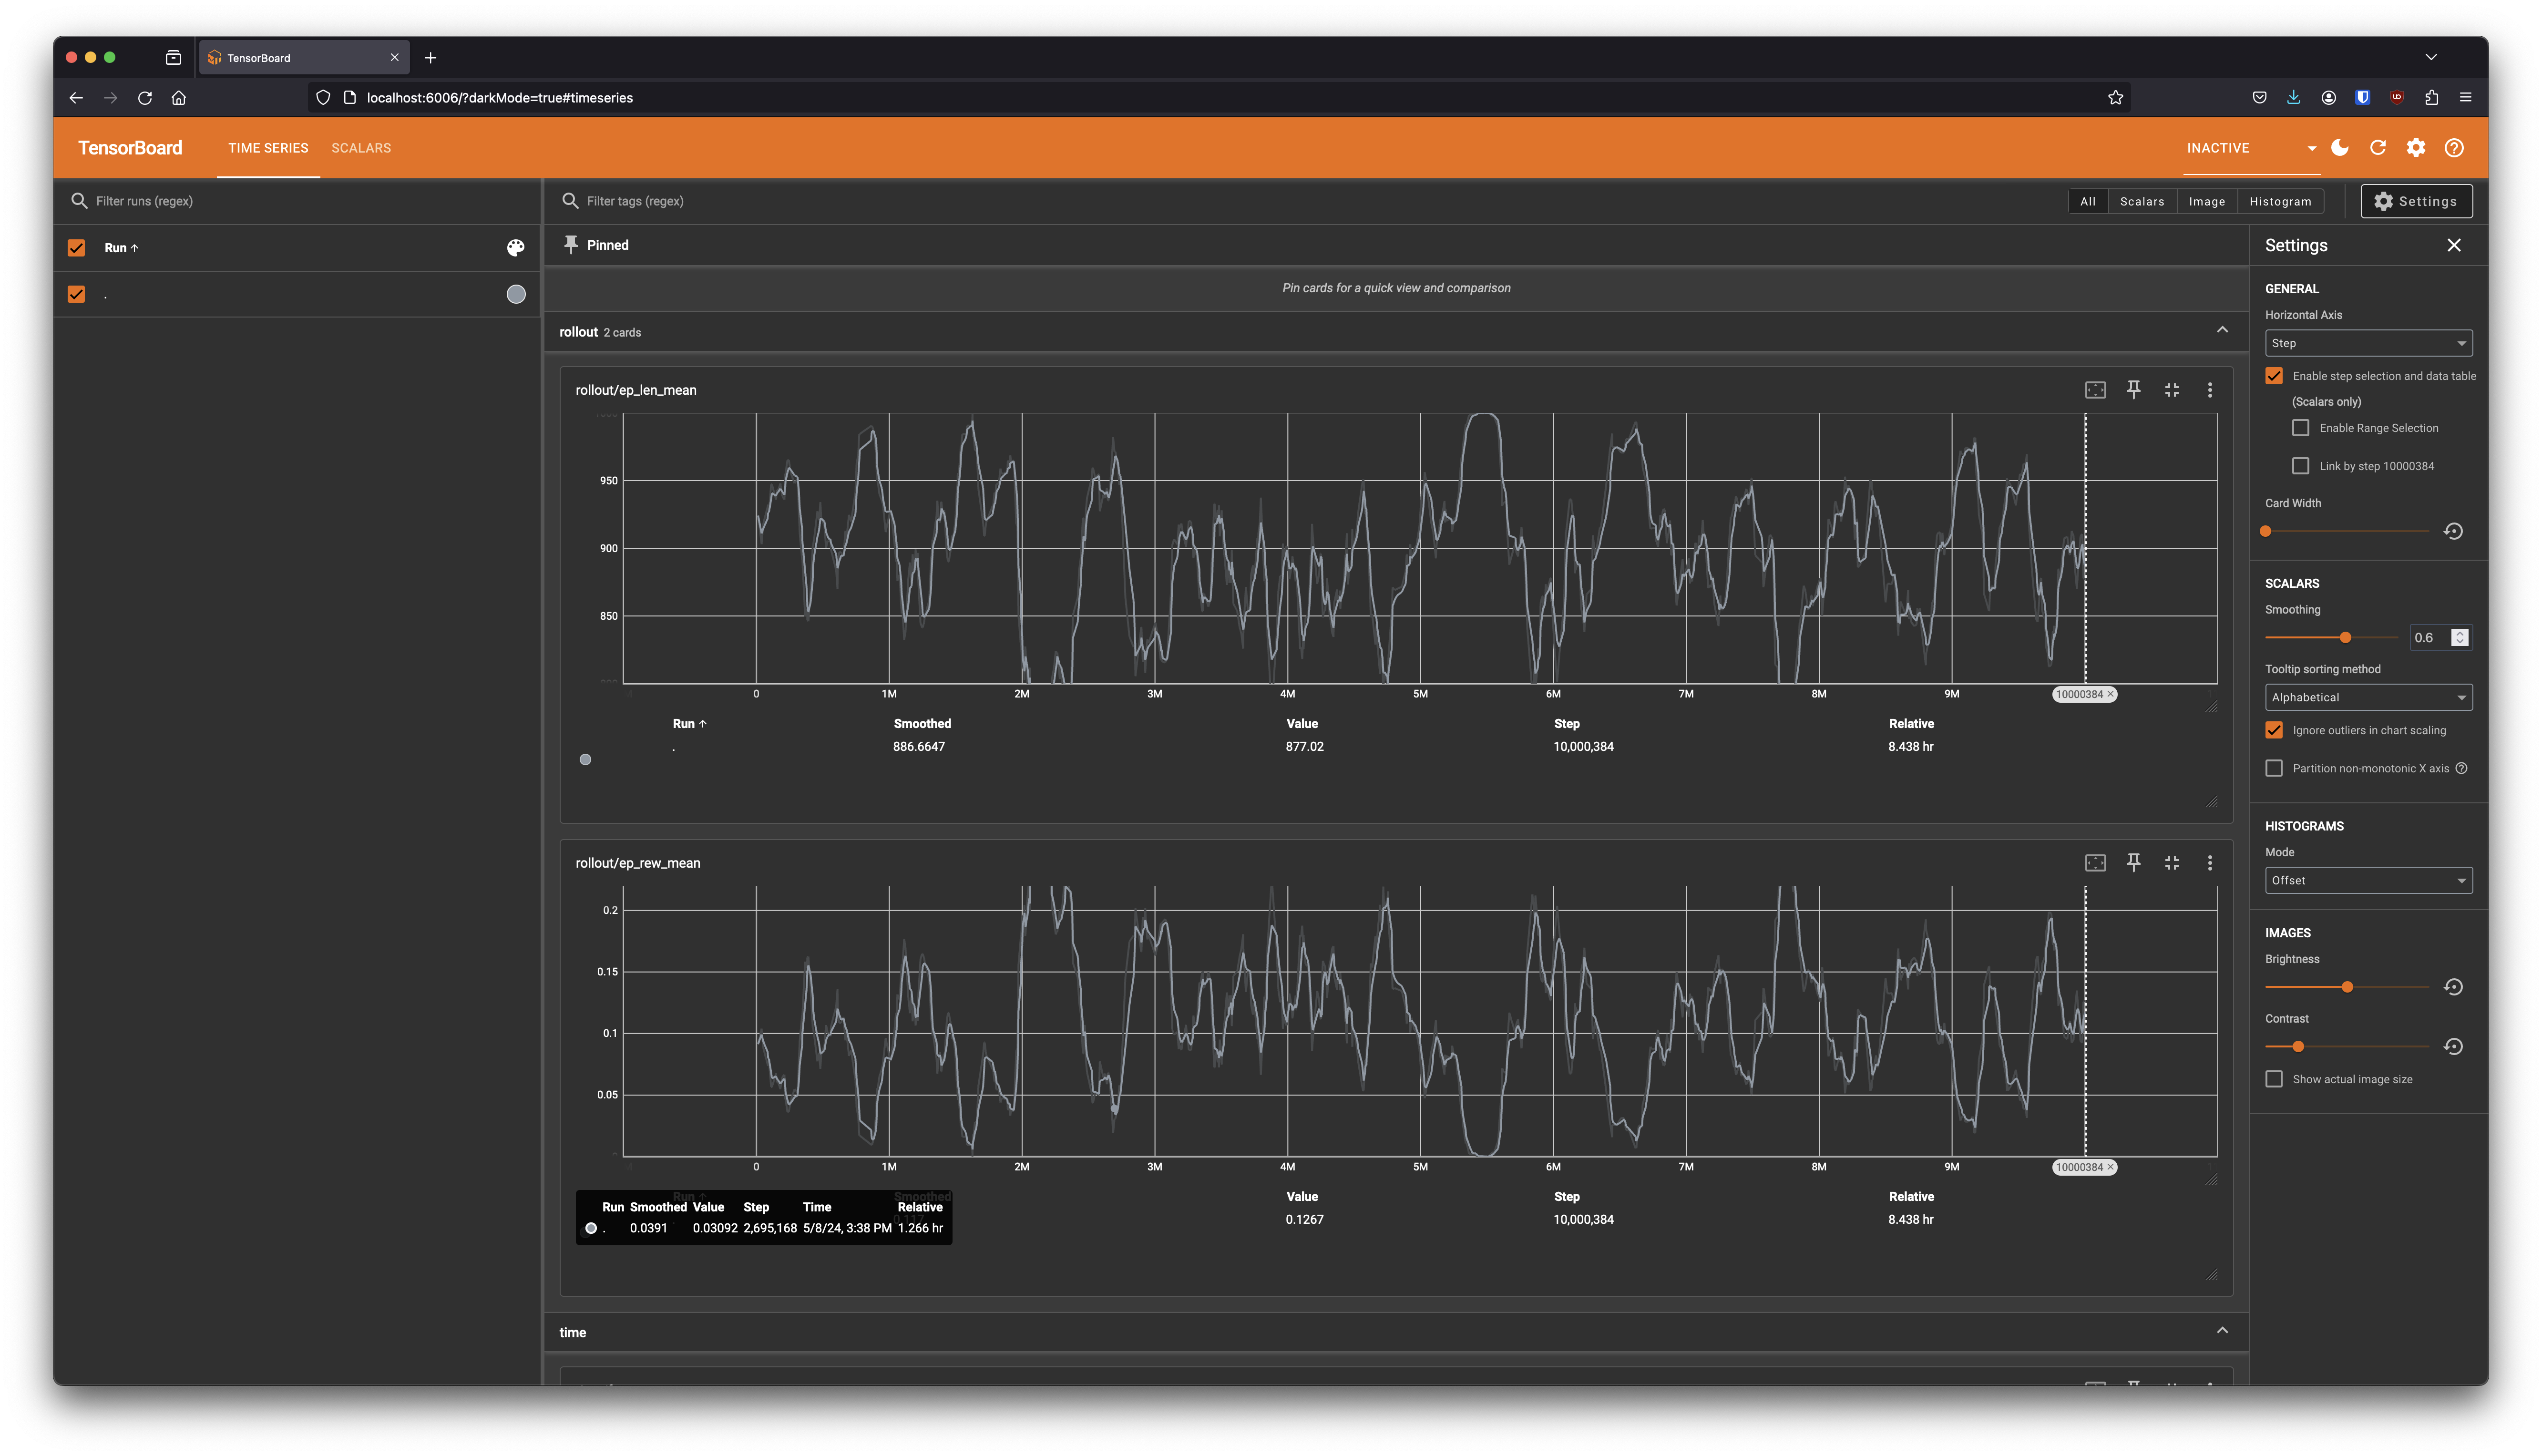 TensorBoard
localhost:6006/?darkMode=true#timeseries
TensorBoard
TIME SERIES
SCALARS
INACTIVE
Filter runs (regex)
Filter tags (regex)
All
Scalars
Image
Histogram
Settings
Run ↑
.
Pinned
Pin cards for a quick view and comparison
rollout 2 cards
rollout/ep_len_mean
950
900
850
0 1M 2M 3M 4M 5M 6M 7M 8M 9M 10000384
Run ↑ Smoothed Value Step Relative
. 886.6647 877.02 10,000,384 8.438 hr
rollout/ep_rew_mean
0.2
0.15
0.1
0.05
0 1M 2M 3M 4M 5M 6M 7M 8M 9M 10000384
Run ↑ Smoothed Value Step Relative
0.1267 10,000,384 8.438 hr
Run Smoothed Value Step Time Relative
. 0.0391 0.03092 2,695,168 5/8/24, 3:38 PM 1.266 hr
time
Settings
GENERAL
Horizontal Axis
Step
Enable step selection and data table
(Scalars only)
Enable Range Selection
Link by step 10000384
Card Width
SCALARS
Smoothing
0.6
Tooltip sorting method
Alphabetical
Ignore outliers in chart scaling
Partition non-monotonic X axis
HISTOGRAMS
Mode
Offset
IMAGES
Brightness
Contrast
Show actual image size